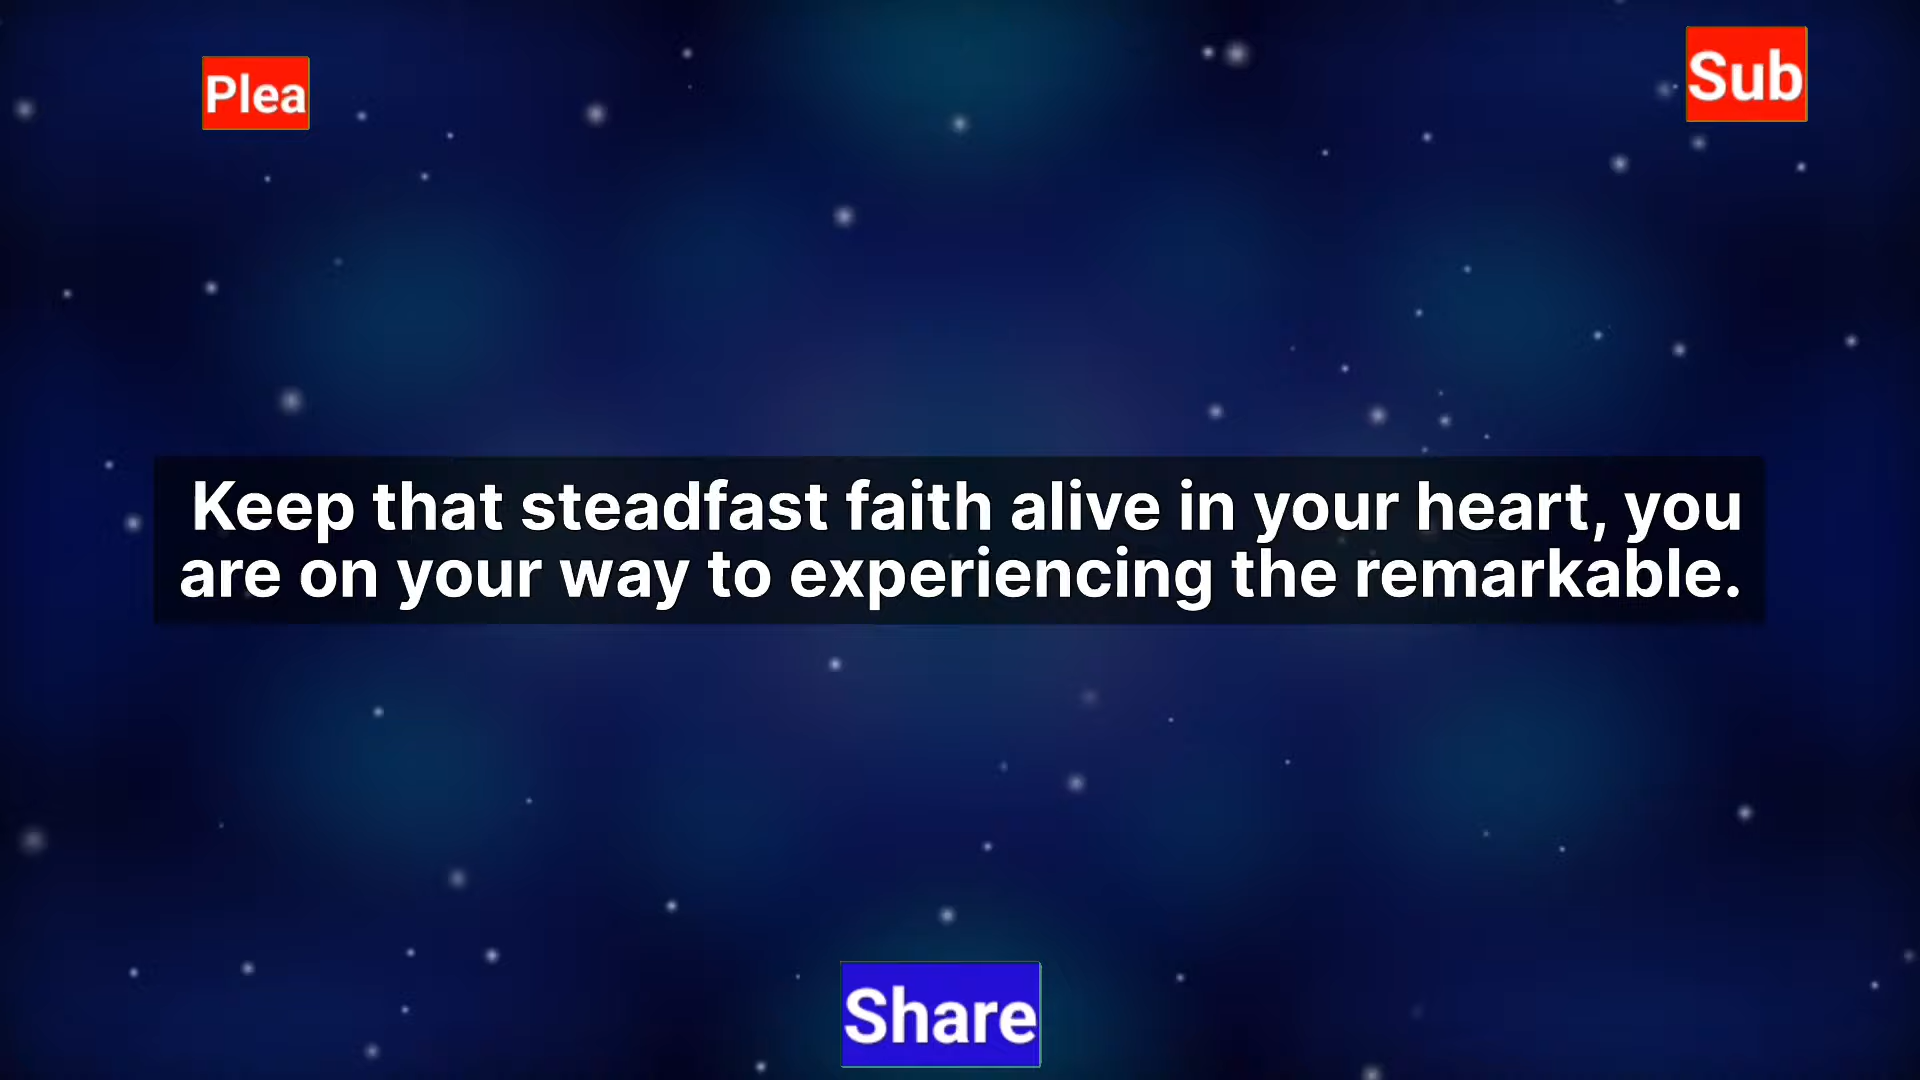 Plea
Sub
Keep that steadfast faith alive in your heart, you
are on your way to experiencing the remarkable.
Share